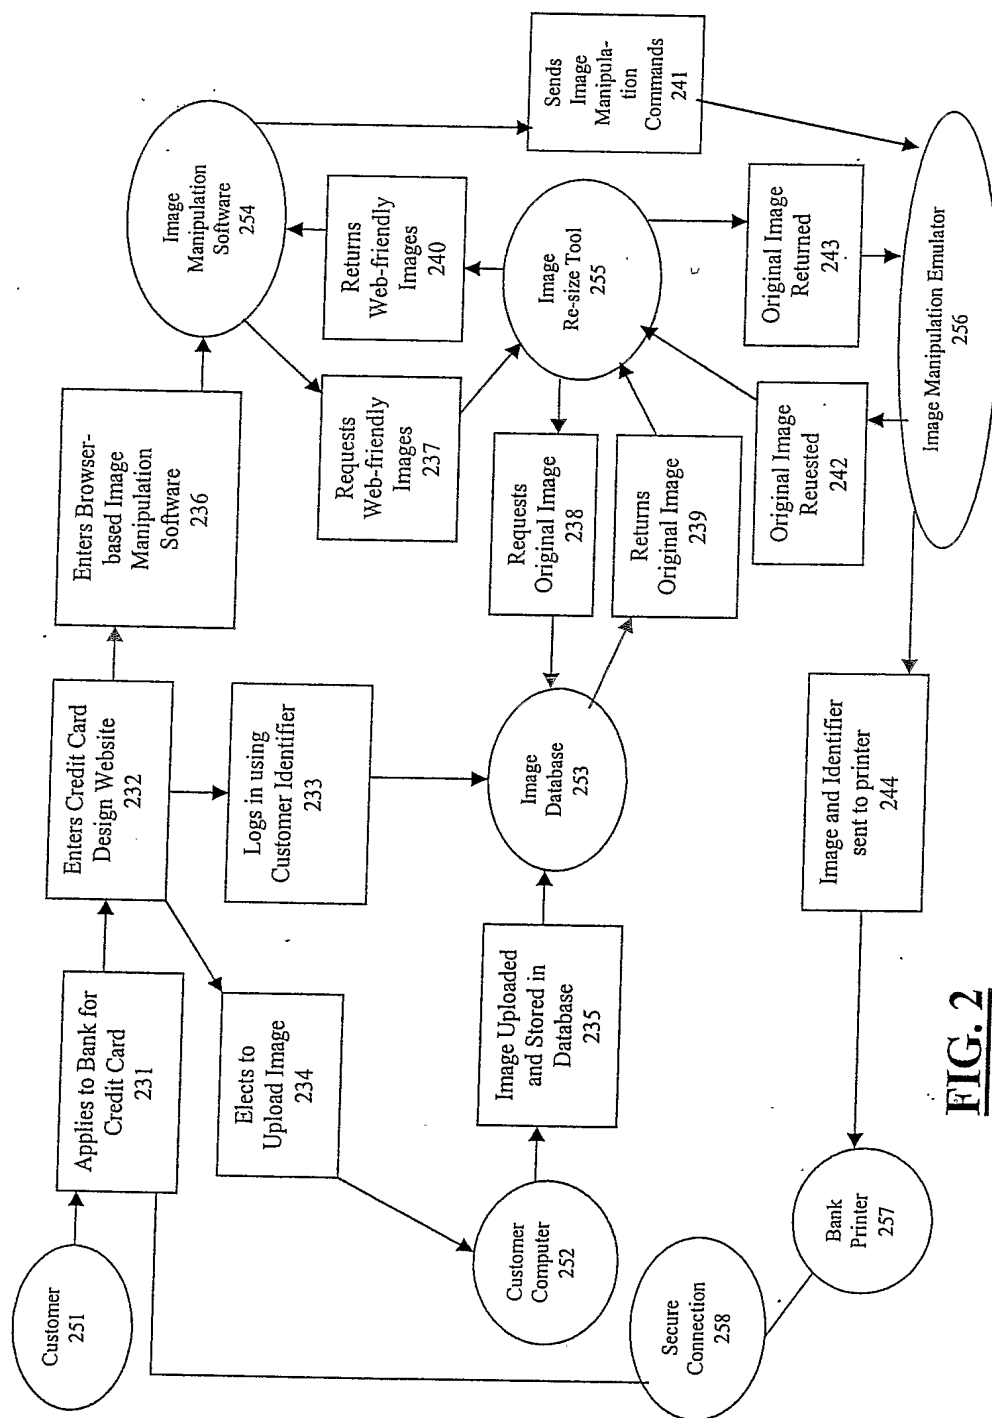 Customer
251
Applies to Bank for
Credit Card
231
Enters Credit Card
Design Website
232
Enters Browser-
based Image
Manipulation
Software
236
Image
Manipulation
Software
254
Elects to
Upload Image
234
Logs in using
Customer Identifier
233
Requests
Web-friendly
Images
237
Returns
Web-friendly
Images
240
Sends
Image
Manipula-
tion
Commands
241
Customer
Computer
252
Image Uploaded
and Stored in
Database
235
Image
Database
253
Requests
Original Image
238
Returns
Original Image
239
Image
Re-size Tool
255
Secure
Connection
258
Bank
Printer
257
Image and Identifier
sent to printer
244
Original Image
Reuested
242
Original Image
Returned
243
Image Manipulation Emulator
256
FIG. 2